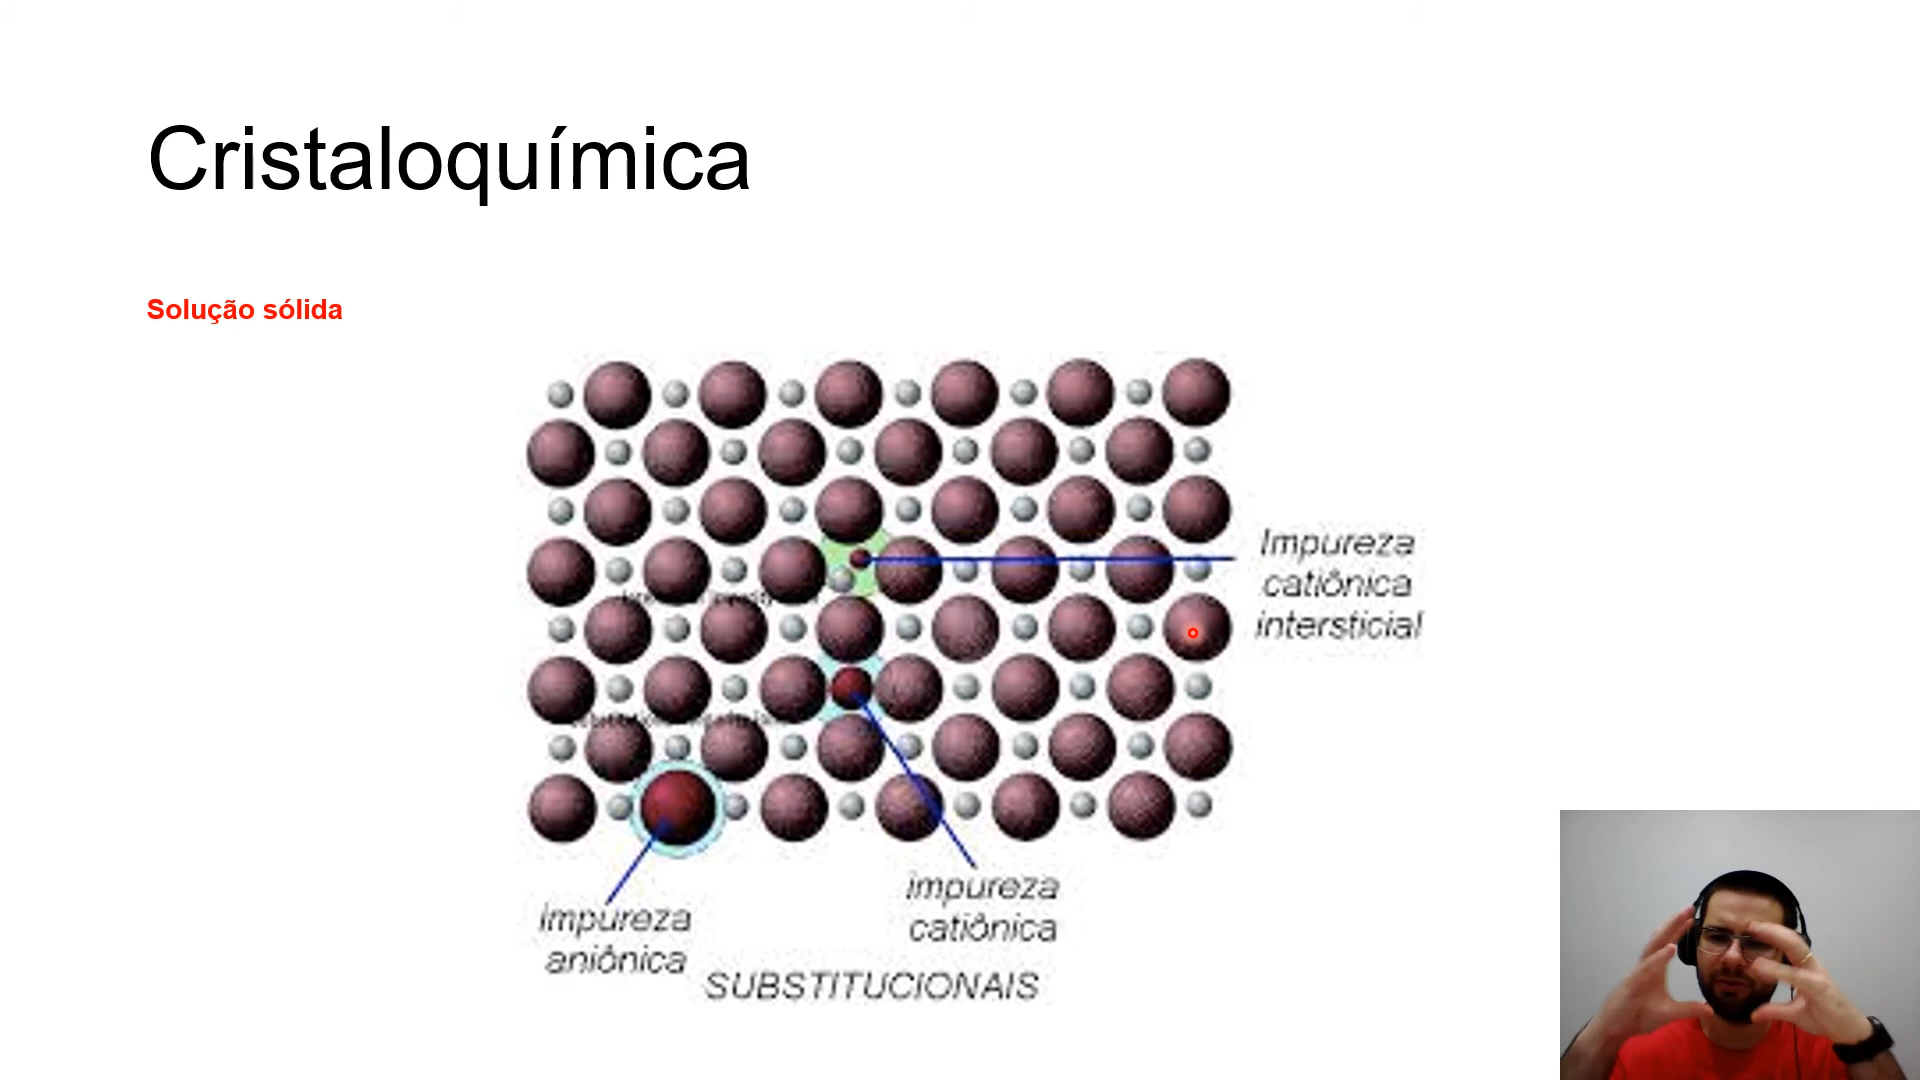 Cristaloquímica
Solução sólida
Impureza
catiônica
intersticial
impureza
catiônica
Impureza
aniônica
SUBSTITUCIONAIS